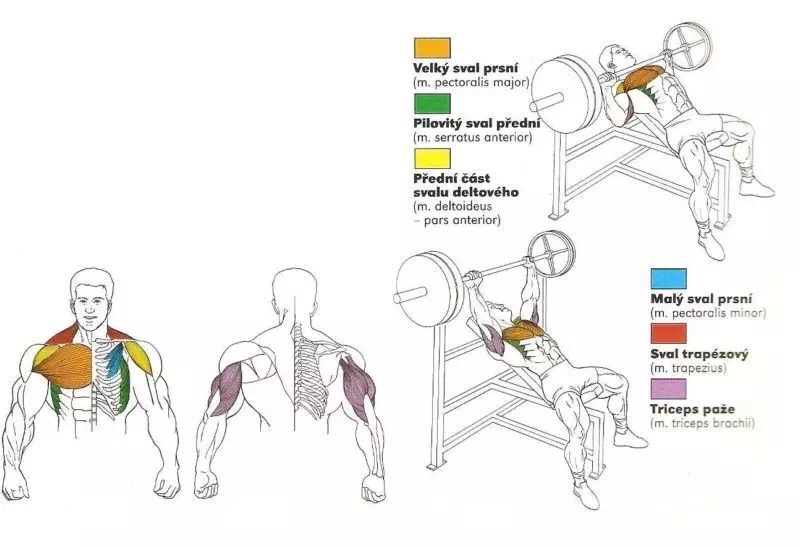 Velký sval prsní
(m. pectoralis major)
Pilovitý sval přední
(m. serratus anterior)
Přední část
svalu deltového
(m. deltoideus
– pars anterior)
Malý sval prsní
(m. pectoralis minor)
Sval trapézový
(m. trapezius)
Triceps paže
(m. triceps brachii)